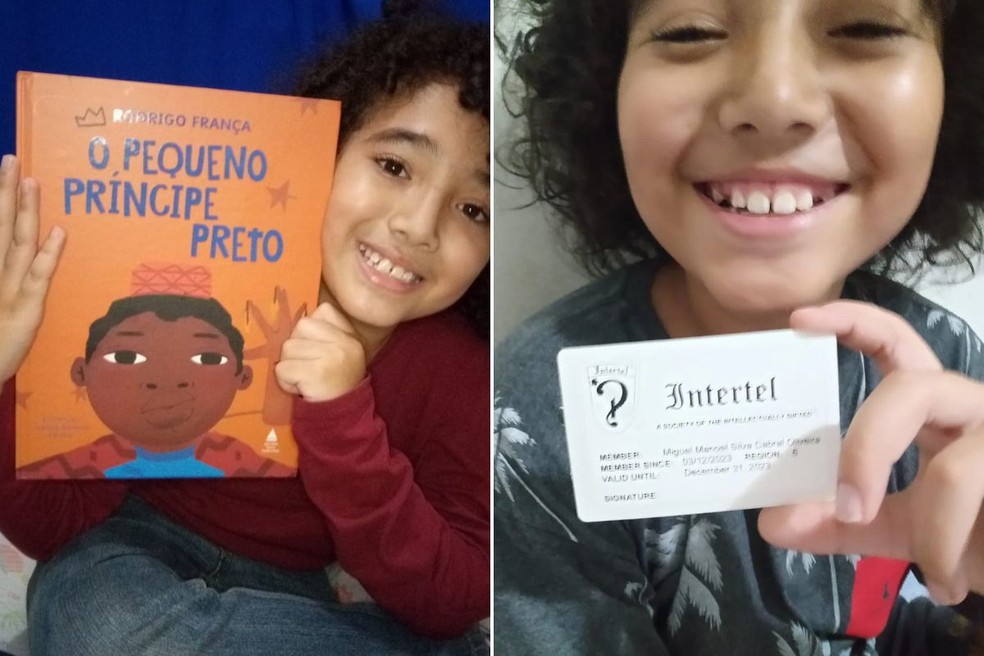 RODRIGO FRANÇA
O PEQUENO
PRÍNCIPE
PRETO
Intertel
?
Intertel
A SOCIETY OF THE INTELLECTUALLY GIFTED
MEMBER: Miguel Manoel Silva Cabral Oliveira
MEMBER SINCE: 03/12/2023 REGION: 6
VALID UNTIL: December 31, 2023
SIGNATURE: